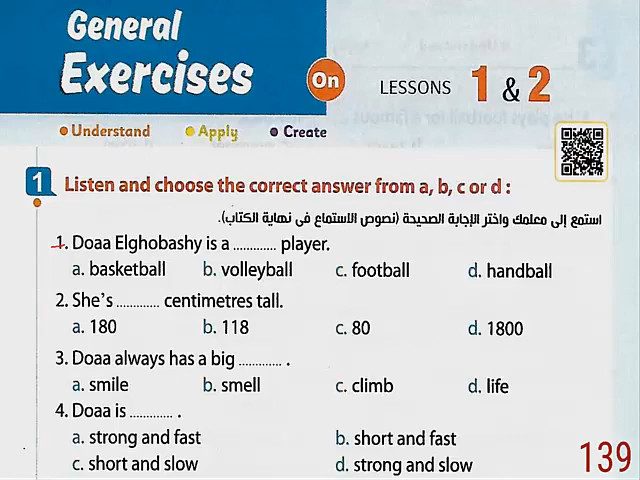 General
Exercises
On
LESSONS 1 & 2
Understand Apply Create
1 Listen and choose the correct answer from a, b, c or d :
استمع إلى معلمك واختر الإجابة الصحيحة (نصوص الاستماع في نهاية الكتاب).
1. Doaa Elghobashy is a ............. player.
a. basketball b. volleyball c. football d. handball
2. She's ............. centimetres tall.
a. 180 b. 118 c. 80 d. 1800
3. Doaa always has a big ............. .
a. smile b. smell c. climb d. life
4. Doaa is ............. .
a. strong and fast b. short and fast
c. short and slow d. strong and slow
139